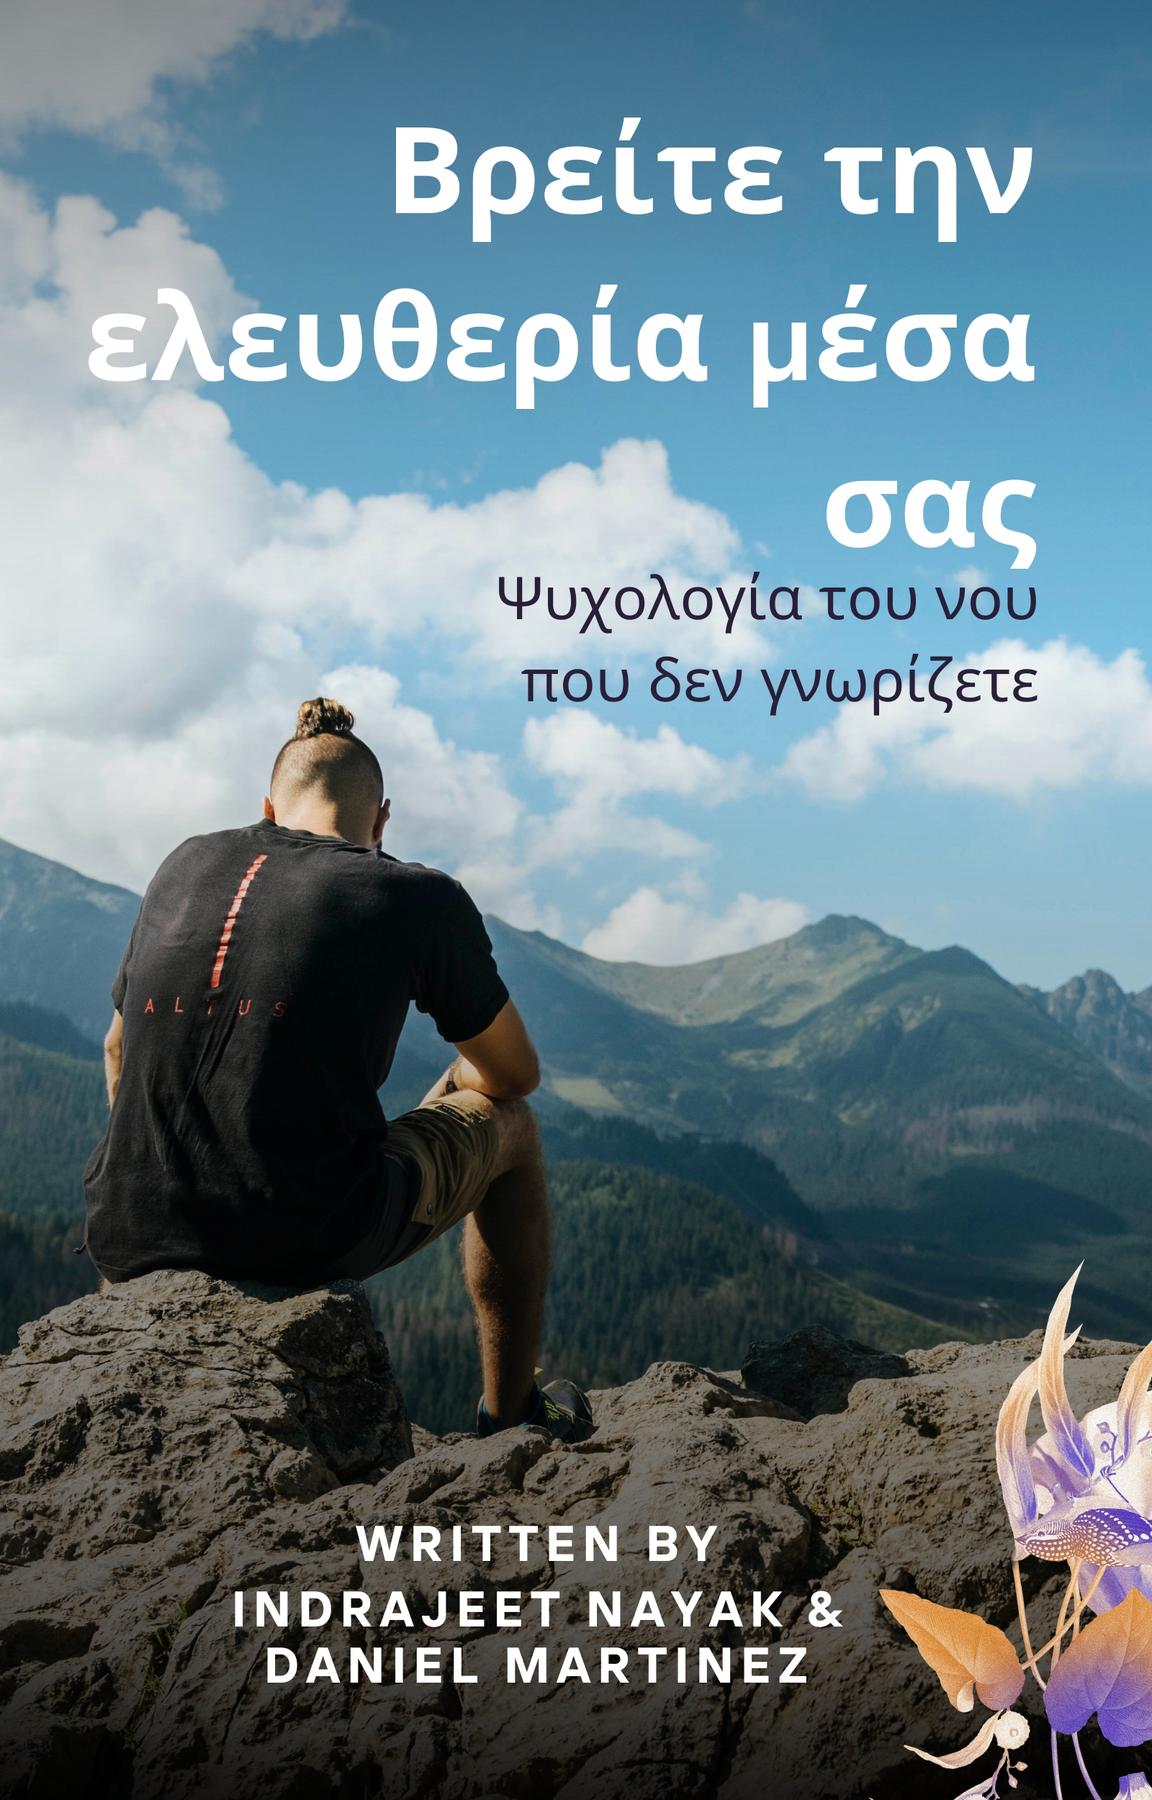 Βρείτε την
ελευθερία μέσα
σας
Ψυχολογία του νου
που δεν γνωρίζετε
ALTUS
WRITTEN BY
INDRAJEET NAYAK &
DANIEL MARTINEZ